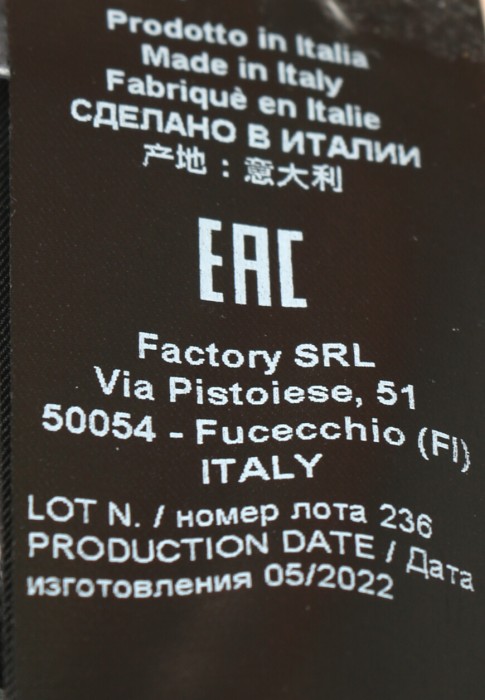 Prodotto in Italia
Made in Italy
Fabriquè en Italie
СДЕЛАНО В ИТАЛИИ
产地：意大利
EAC
Factory SRL
Via Pistoiese, 51
50054 - Fucecchio (FI)
ITALY
LOT N. / номер лота 236
PRODUCTION DATE / Дата
изготовления 05/2022